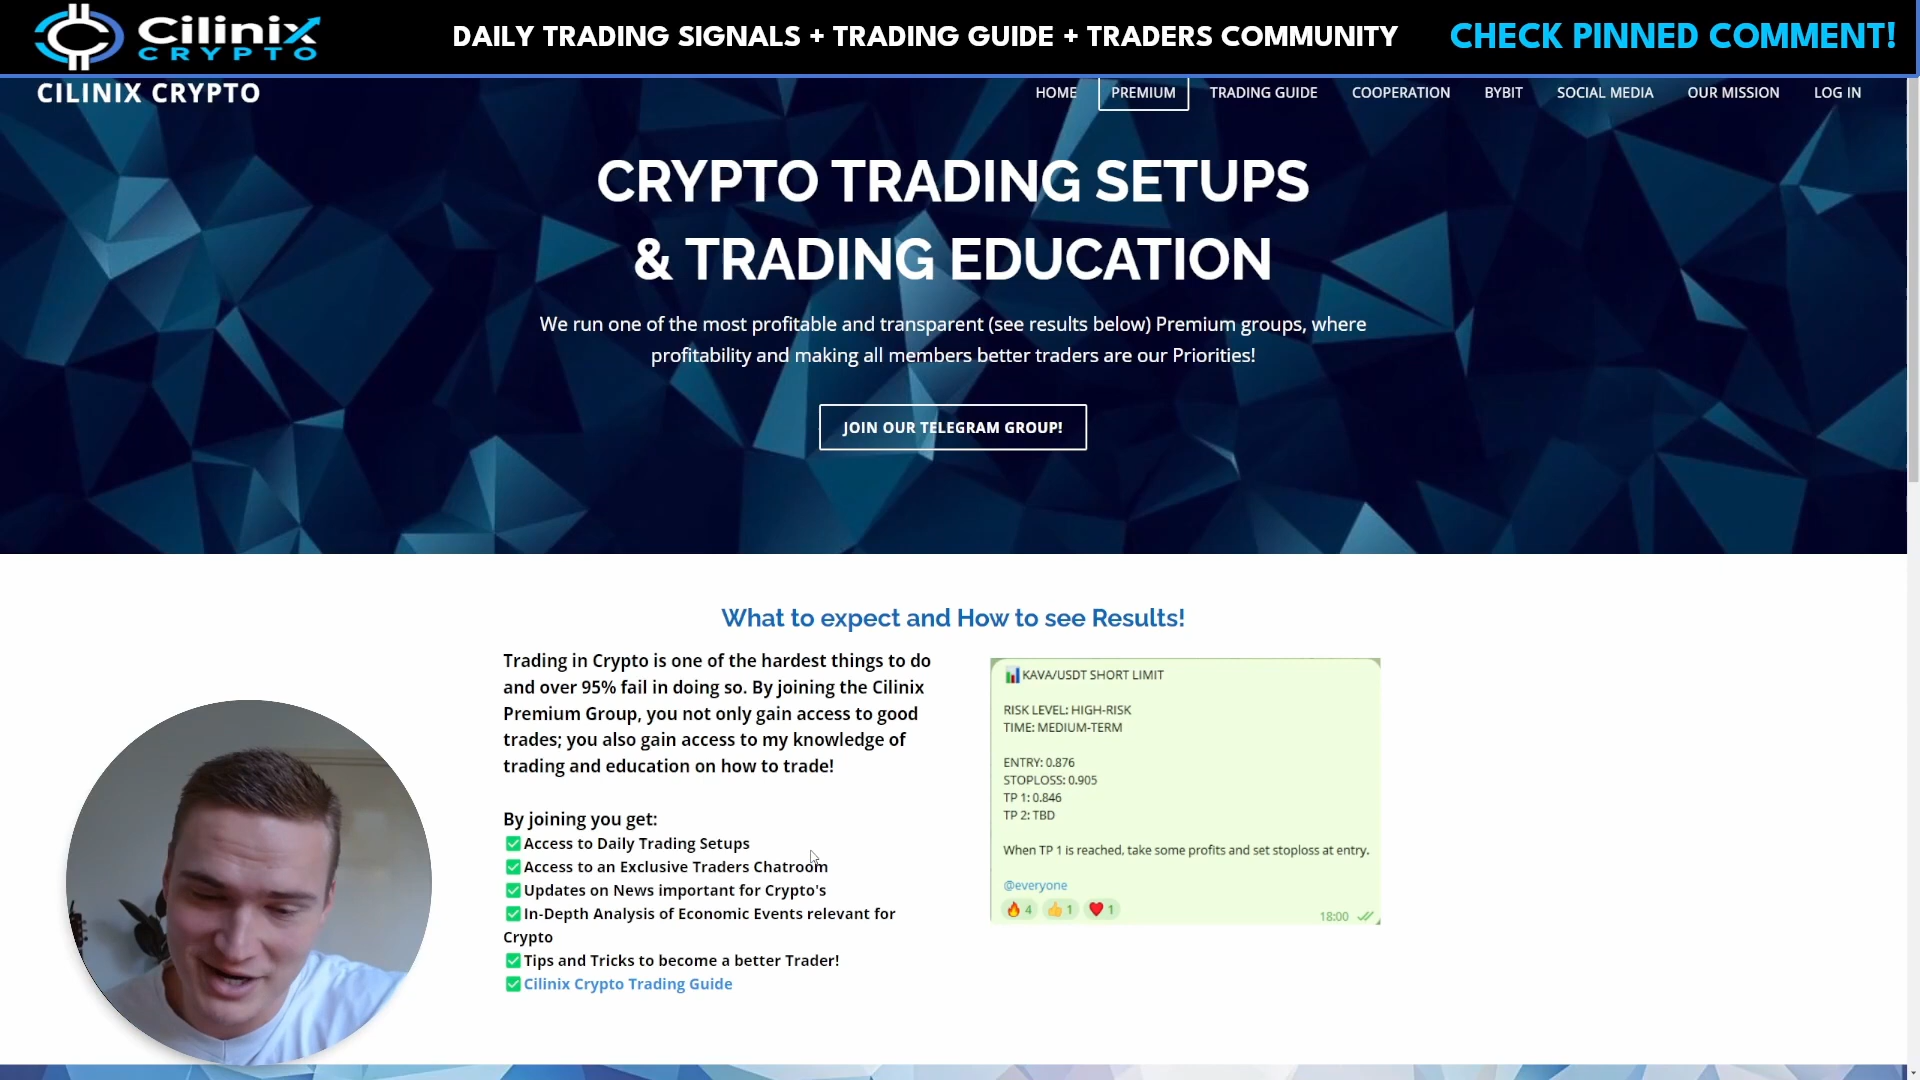 Cilinix
CRYPTO
DAILY TRADING SIGNALS + TRADING GUIDE + TRADERS COMMUNITY
CHECK PINNED COMMENT!
CILINIX CRYPTO
HOME
PREMIUM
TRADING GUIDE
COOPERATION
BYBIT
SOCIAL MEDIA
OUR MISSION
LOG IN
CRYPTO TRADING SETUPS
& TRADING EDUCATION
We run one of the most profitable and transparent (see results below) Premium groups, where
profitability and making all members better traders are our Priorities!
JOIN OUR TELEGRAM GROUP!
What to expect and How to see Results!
Trading in Crypto is one of the hardest things to do
and over 95% fail in doing so. By joining the Cilinix
Premium Group, you not only gain access to good
trades; you also gain access to my knowledge of
trading and education on how to trade!
By joining you get:
✅Access to Daily Trading Setups
✅Access to an Exclusive Traders Chatroom
✅Updates on News important for Crypto's
✅In-Depth Analysis of Economic Events relevant for
Crypto
✅Tips and Tricks to become a better Trader!
✅Cilinix Crypto Trading Guide
📊KAVA/USDT SHORT LIMIT
RISK LEVEL: HIGH-RISK
TIME: MEDIUM-TERM
ENTRY: 0.876
STOPLOSS: 0.905
TP 1: 0.846
TP 2: TBD
When TP 1 is reached, take some profits and set stoploss at entry.
@everyone
🔥 4 👍 1 ❤️ 1
18:00